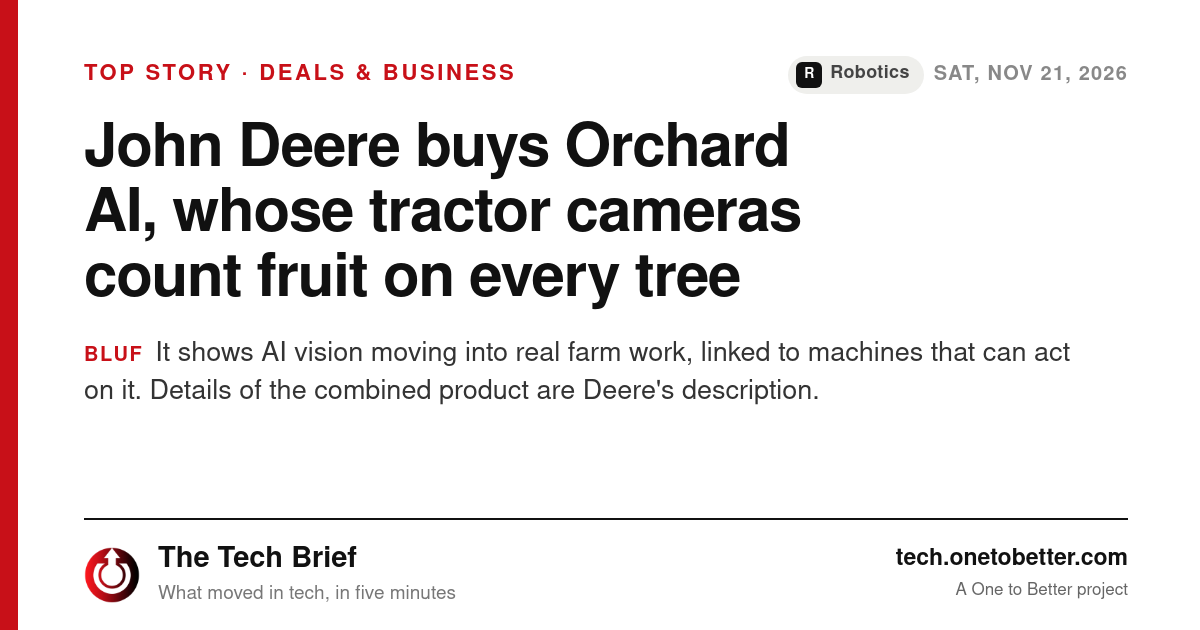 TOP STORY · DEALS & BUSINESS
R Robotics SAT, NOV 21, 2026
John Deere buys Orchard
AI, whose tractor cameras
count fruit on every tree
BLUF It shows AI vision moving into real farm work, linked to machines that can act
on it. Details of the combined product are Deere's description.
The Tech Brief
What moved in tech, in five minutes
tech.onetobetter.com
A One to Better project